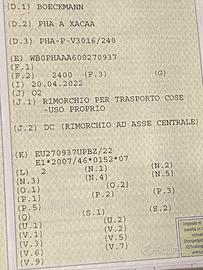 (D.1) BOECKMANN
(D.2) PHA A XACAA
(D.3) PHA-P-V3016/240
(E) WB0PHAAA600270937
(F.1)
(F.2) 2400 (F.3) (G)
(I) 20.04.2022
(J) O2
(J.1) RIMORCHIO PER TRASPORTO COSE
-USO PROPRIO
(J.2) DC (RIMORCHIO AD ASSE CENTRALE)
(K) EU270937UPBZ/22
E1*2007/46*0152*07
(L) 2 (N.1) (N.2)
(N.3) (N.4) (N.5)
(O.1) (O.2)
(P.1) (P.2) (P.3)
(P.5)
(Q) (S.1) (S.2)
(U.1) (U.2)
(V.1) (V.2)
(V.3) (V.5)
(V.6) (V.7)
(V.9)